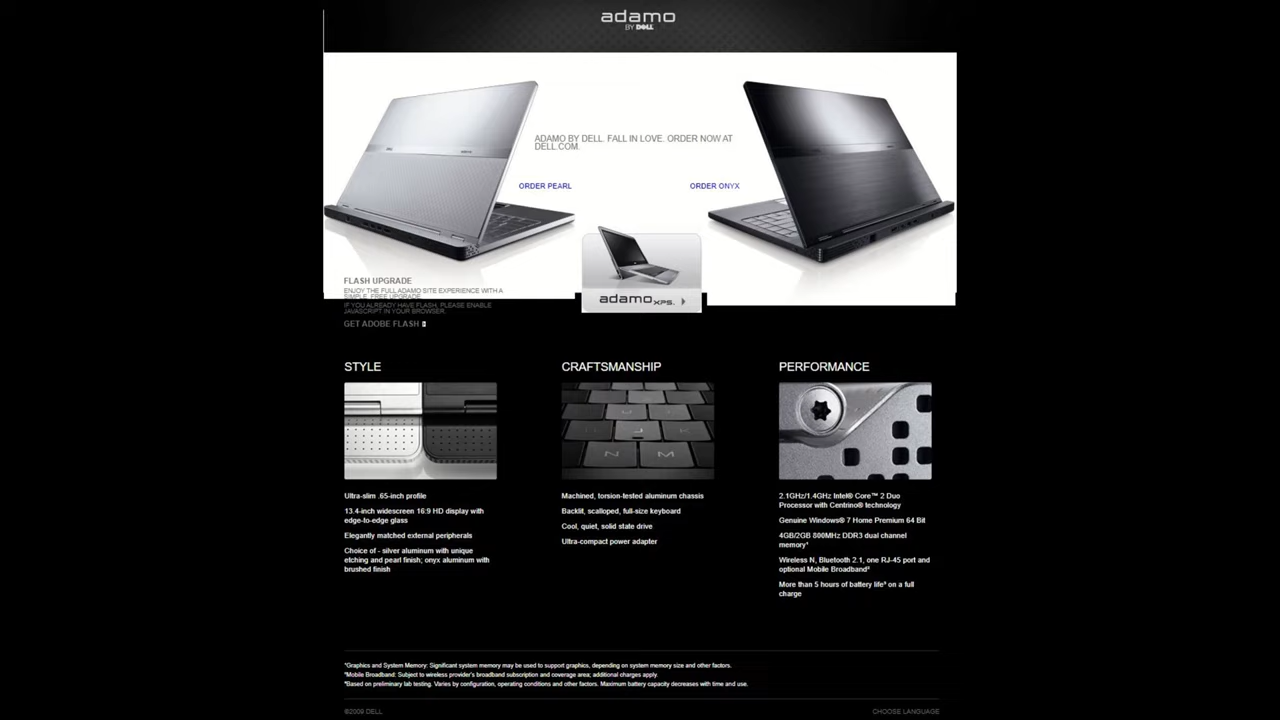 adamo
BY DELL
ADAMO BY DELL. FALL IN LOVE. ORDER NOW AT
DELL.COM.
ORDER PEARL
ORDER ONYX
adamo XPS.
FLASH UPGRADE
ENJOY THE FULL ADAMO SITE EXPERIENCE WITH A
SIMPLE, FREE UPGRADE.
IF YOU ALREADY HAVE FLASH, PLEASE ENABLE
JAVASCRIPT IN YOUR BROWSER.
GET ADOBE FLASH
STYLE
Ultra-slim .65-inch profile
13.4-inch widescreen 16:9 HD display with
edge-to-edge glass
Elegantly matched external peripherals
Choice of - silver aluminum with unique
etching and pearl finish; onyx aluminum with
brushed finish
CRAFTSMANSHIP
J
N
M
Machined, torsion-tested aluminum chassis
Backlit, scalloped, full-size keyboard
Cool, quiet, solid state drive
Ultra-compact power adapter
PERFORMANCE
2.1GHz/1.4GHz Intel® Core™ 2 Duo
Processor with Centrino® technology
Genuine Windows® 7 Home Premium 64 Bit
4GB/2GB 800MHz DDR3 dual channel
memory¹
Wireless N, Bluetooth 2.1, one RJ-45 port and
optional Mobile Broadband²
More than 5 hours of battery life³ on a full
charge
¹Graphics and System Memory: Significant system memory may be used to support graphics, depending on system memory size and other factors.
²Mobile Broadband: Subject to wireless provider's broadband subscription and coverage area; additional charges apply.
³Based on preliminary lab testing. Varies by configuration, operating conditions and other factors. Maximum battery capacity decreases with time and use.
©2009 DELL
CHOOSE LANGUAGE